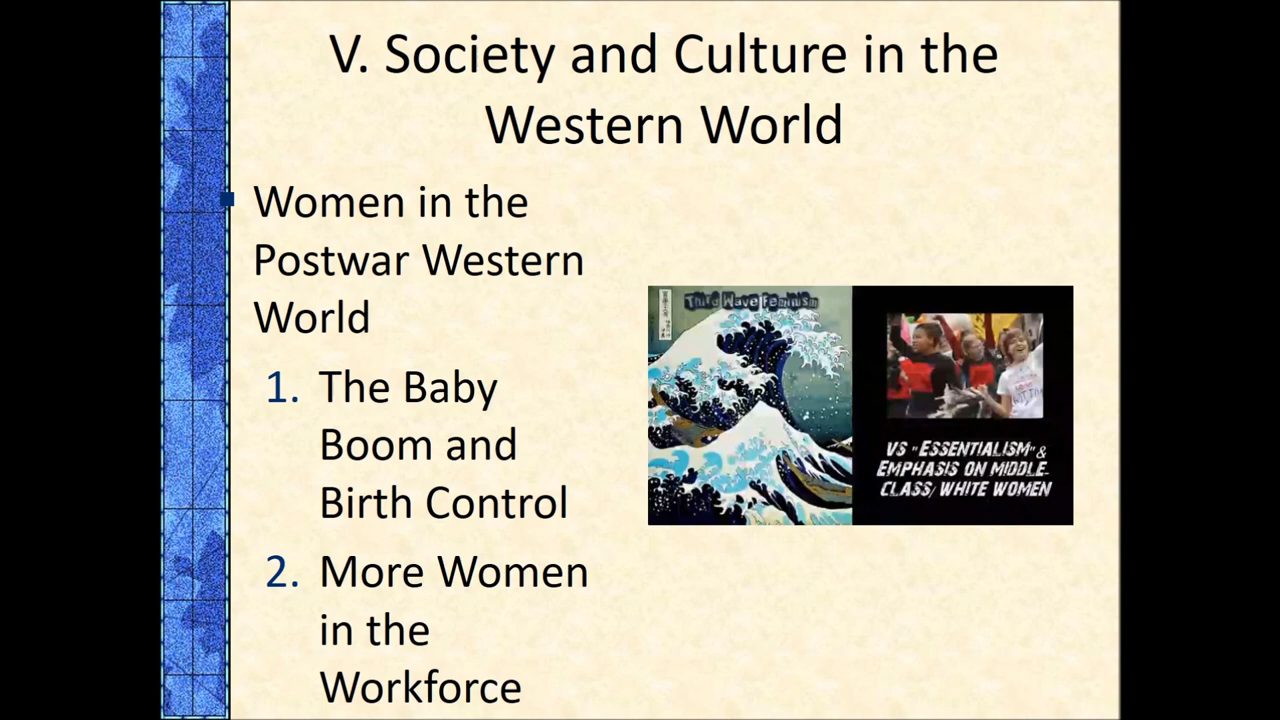 V. Society and Culture in the
Western World
Women in the
Postwar Western
World
1. The Baby
Boom and
Birth Control
2. More Women
in the
Workforce
Third Wave Feminism
VS "ESSENTIALISM" &
EMPHASIS ON MIDDLE-
CLASS, WHITE WOMEN